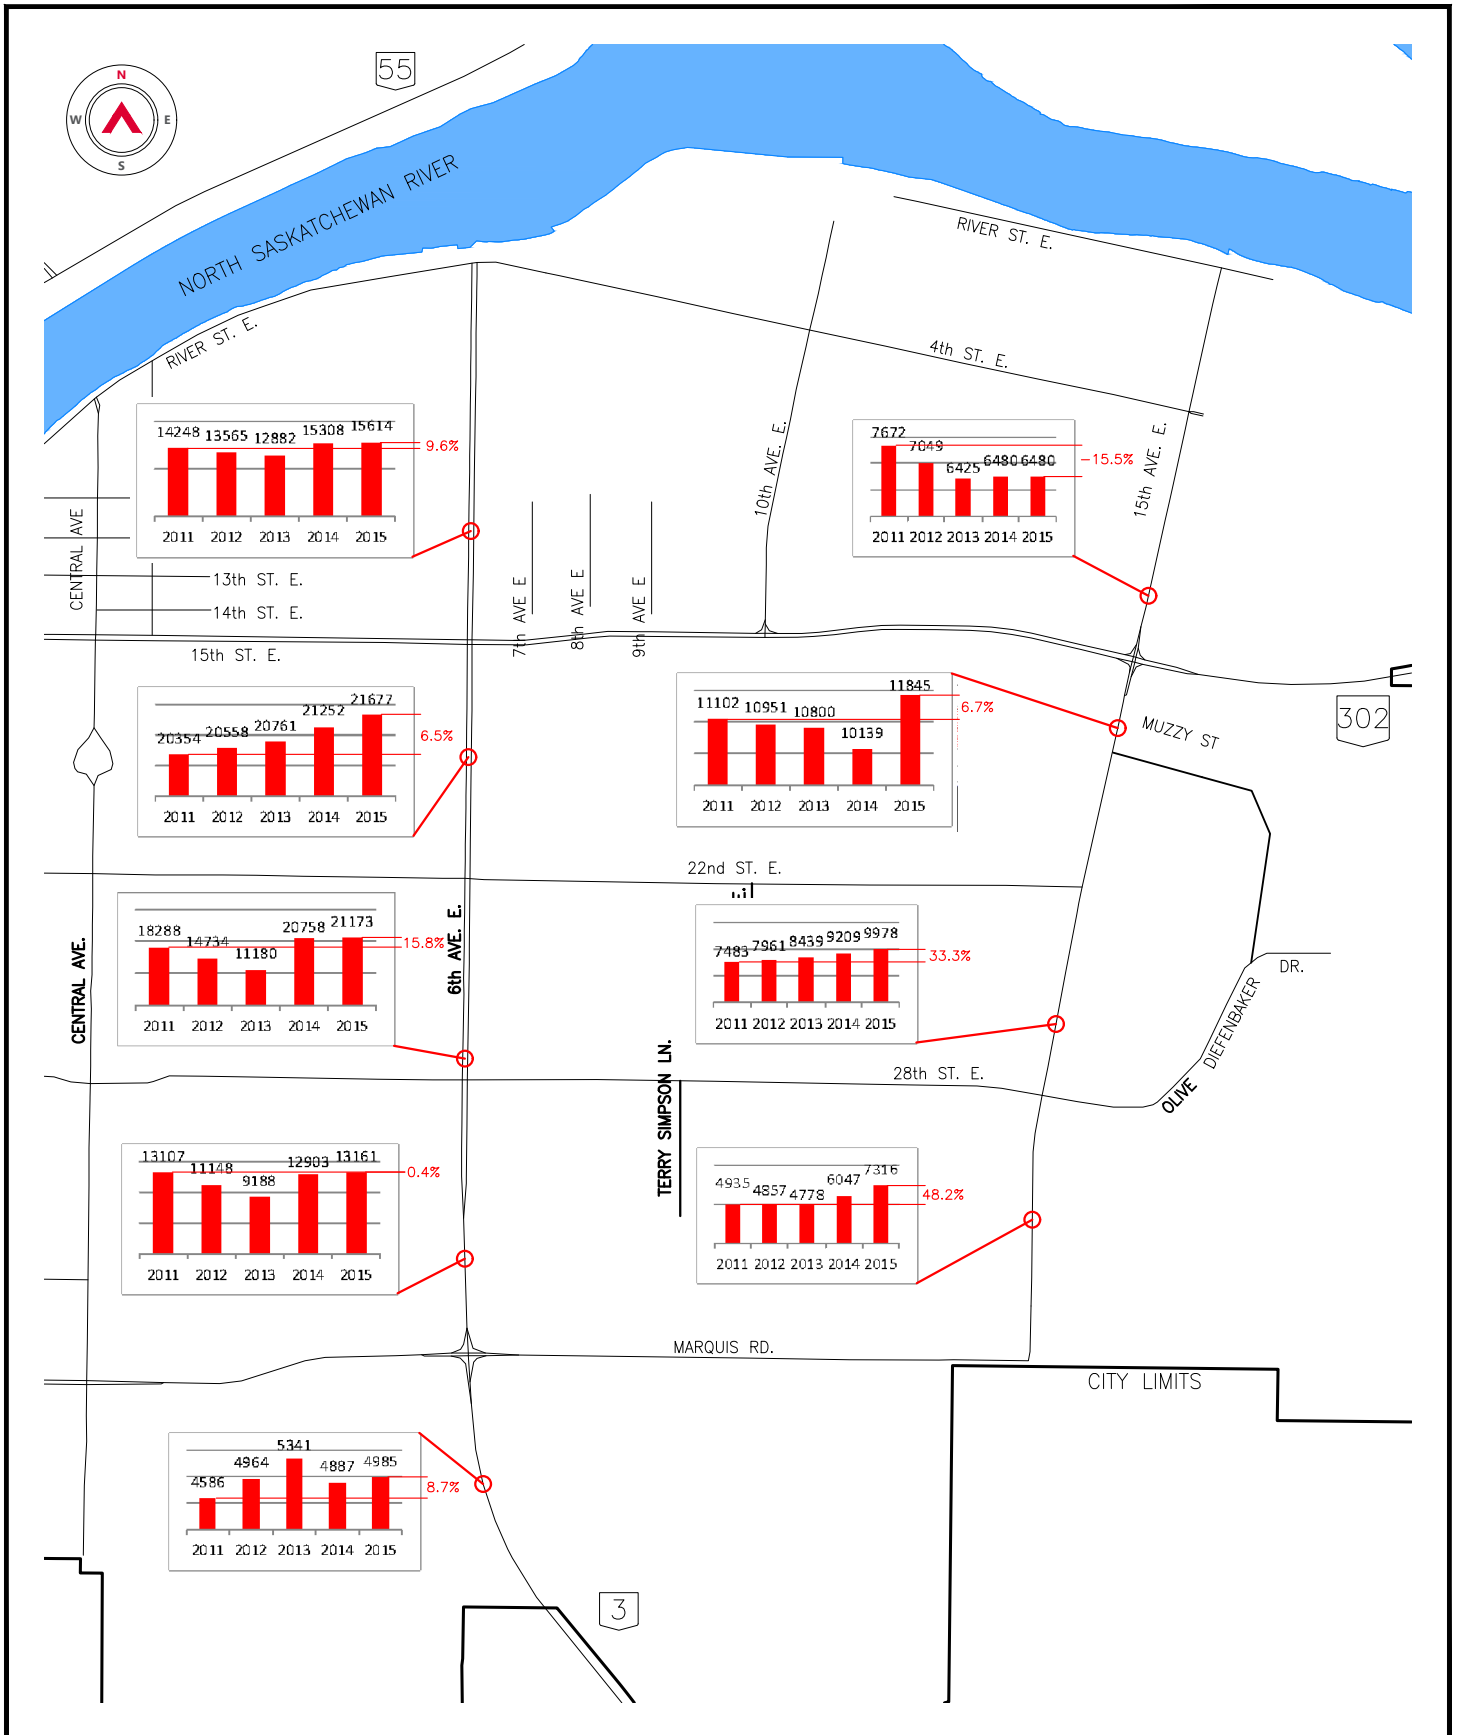 55
N
W
E
S
NORTH SASKATCHEWAN RIVER
RIVER ST. E.
RIVER ST. E.
4th ST. E.
10th AVE. E.
15th AVE. E.
14248 13565 12882 15308 15614
9.6%
2011 2012 2013 2014 2015
7672 7049 6425 6480 6480
-15.5%
2011 2012 2013 2014 2015
CENTRAL AVE
13th ST. E.
14th ST. E.
15th ST. E.
7th AVE E
8th AVE E
9th AVE E
20354 20558 20761 21252 21677
6.5%
2011 2012 2013 2014 2015
11102 10951 10800 10139 11845
6.7%
2011 2012 2013 2014 2015
302
MUZZY ST
22nd ST. E.
CENTRAL AVE.
6th AVE. E.
18288 14734 11180 20758 21173
15.8%
2011 2012 2013 2014 2015
7483 7961 8439 9209 9978
33.3%
2011 2012 2013 2014 2015
OLIVE DIEFENBAKER DR.
28th ST. E.
TERRY SIMPSON LN.
13107 11148 9188 12903 13161
0.4%
2011 2012 2013 2014 2015
4935 4857 4778 6047 7316
48.2%
2011 2012 2013 2014 2015
MARQUIS RD.
CITY LIMITS
4586 4964 5341 4887 4985
8.7%
2011 2012 2013 2014 2015
3